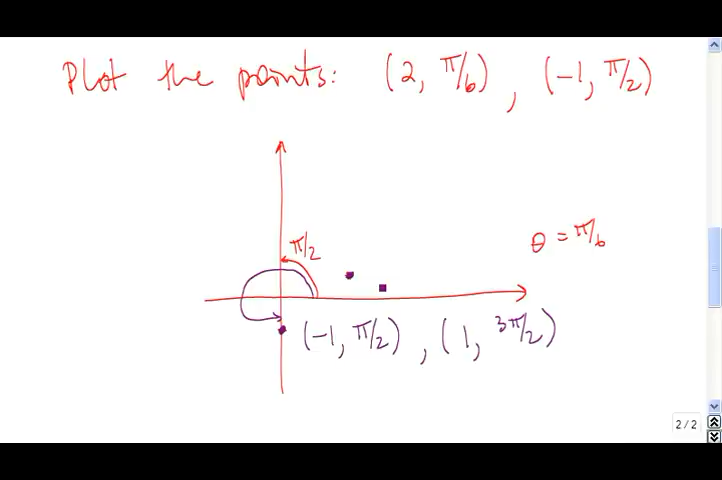 Plot the points: (2, π/6), (-1, π/2)
π/2
θ = π/6
(-1, π/2), (1, 3π/2)
2/2